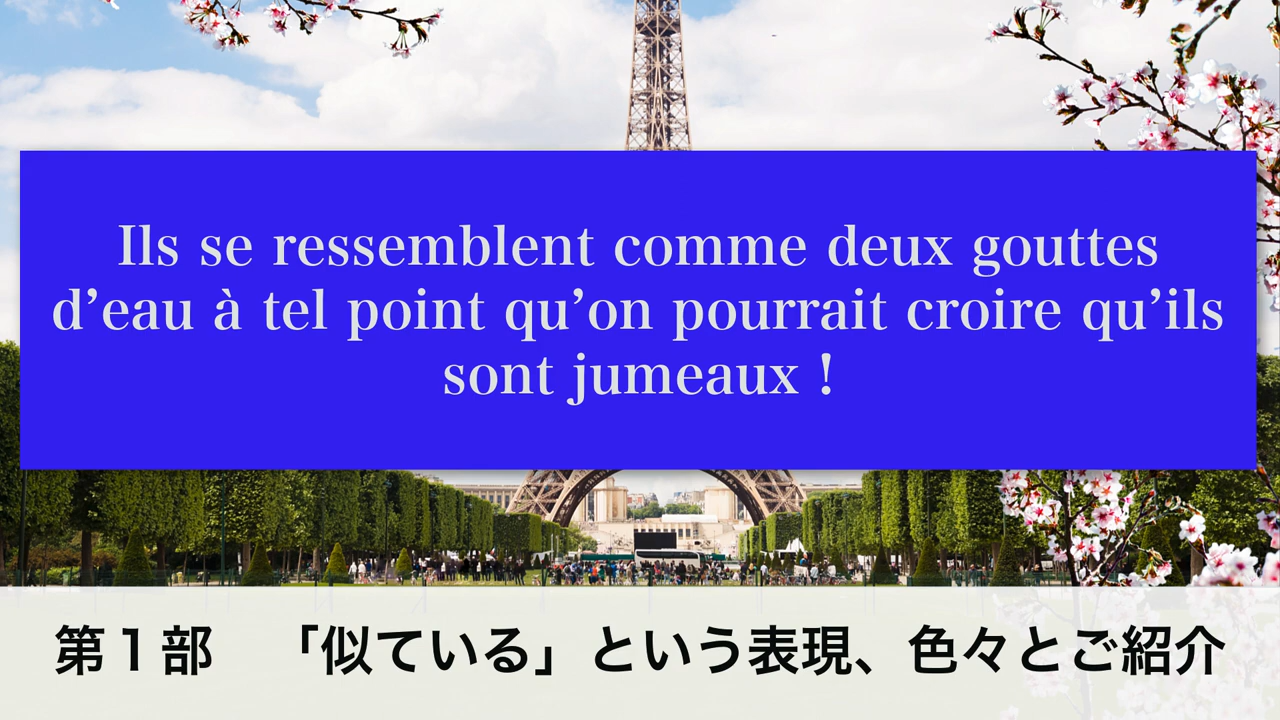 Ils se ressemblent comme deux gouttes
d’eau à tel point qu’on pourrait croire qu’ils
sont jumeaux !
第１部　「似ている」という表現、色々とご紹介